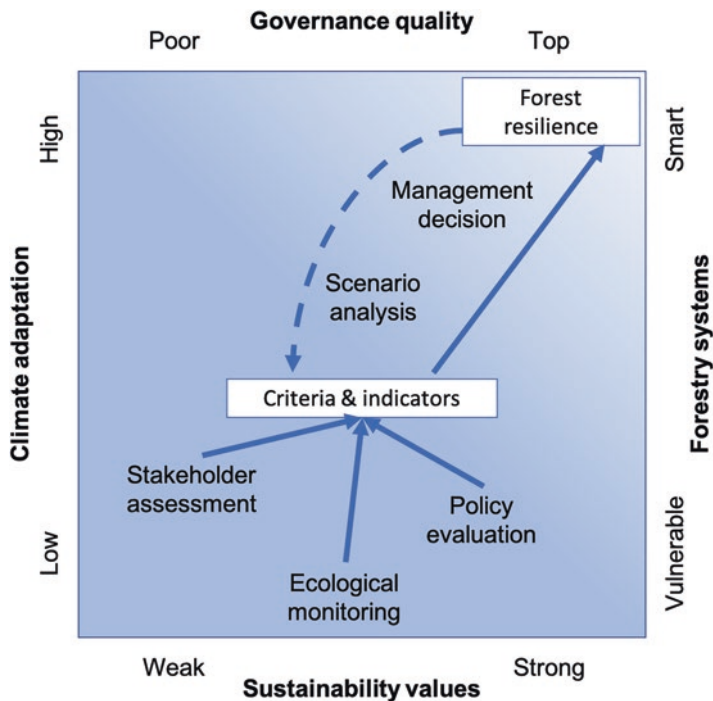 Governance quality
Poor
Top
High
Climate adaptation
Low
Forest
resilience
Management
decision
Scenario
analysis
Criteria & indicators
Stakeholder
assessment
Policy
evaluation
Ecological
monitoring
Smart
Forestry systems
Vulnerable
Weak
Strong
Sustainability values